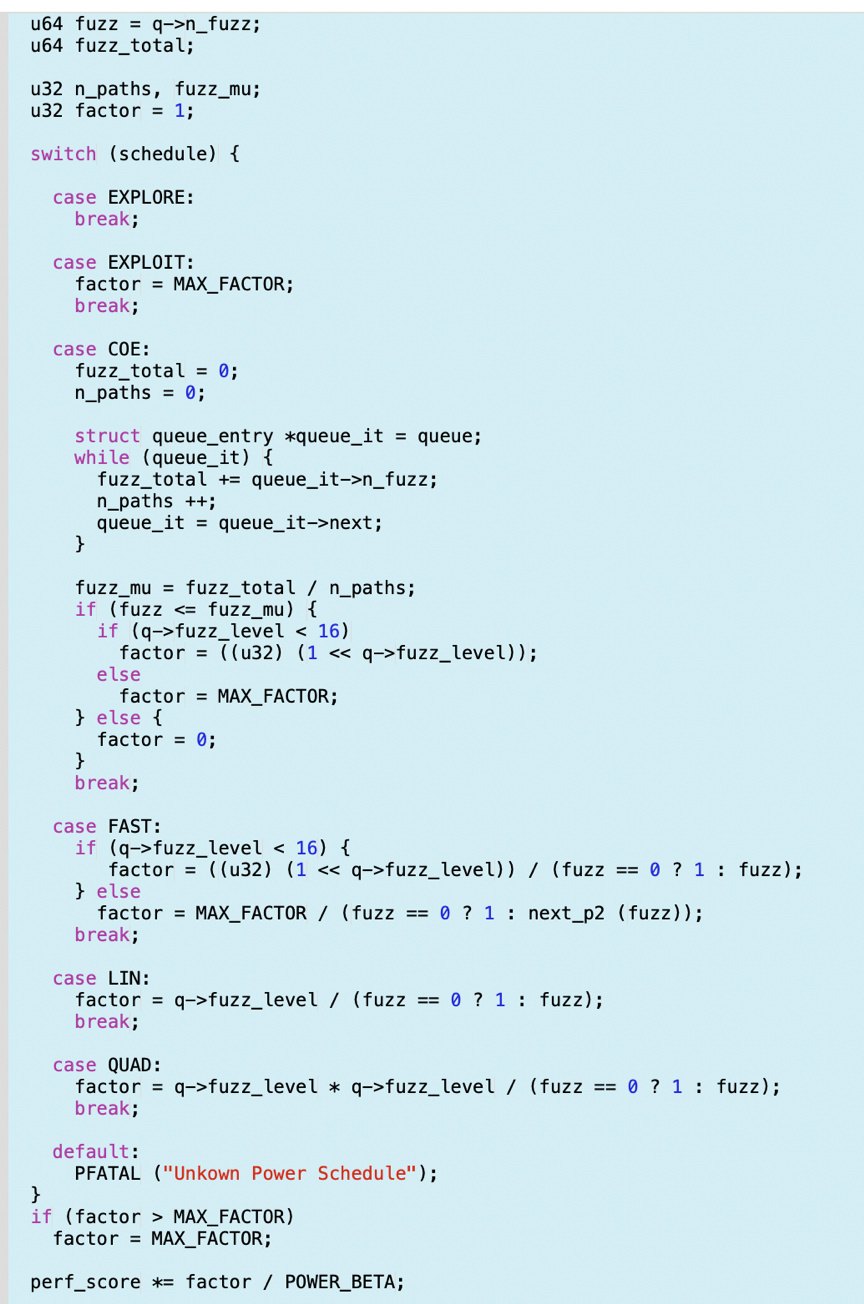 u64 fuzz = q->n_fuzz;
u64 fuzz_total;

u32 n_paths, fuzz_mu;
u32 factor = 1;

switch (schedule) {

  case EXPLORE:
    break;

  case EXPLOIT:
    factor = MAX_FACTOR;
    break;

  case COE:
    fuzz_total = 0;
    n_paths = 0;

    struct queue_entry *queue_it = queue;
    while (queue_it) {
      fuzz_total += queue_it->n_fuzz;
      n_paths ++;
      queue_it = queue_it->next;
    }

    fuzz_mu = fuzz_total / n_paths;
    if (fuzz <= fuzz_mu) {
      if (q->fuzz_level < 16)
        factor = ((u32) (1 << q->fuzz_level));
      else
        factor = MAX_FACTOR;
    } else {
      factor = 0;
    }
    break;

  case FAST:
    if (q->fuzz_level < 16) {
       factor = ((u32) (1 << q->fuzz_level)) / (fuzz == 0 ? 1 : fuzz);
    } else
      factor = MAX_FACTOR / (fuzz == 0 ? 1 : next_p2 (fuzz));
    break;

  case LIN:
    factor = q->fuzz_level / (fuzz == 0 ? 1 : fuzz);
    break;

  case QUAD:
    factor = q->fuzz_level * q->fuzz_level / (fuzz == 0 ? 1 : fuzz);
    break;

  default:
    PFATAL ("Unkown Power Schedule");
}
if (factor > MAX_FACTOR)
  factor = MAX_FACTOR;

perf_score *= factor / POWER_BETA;